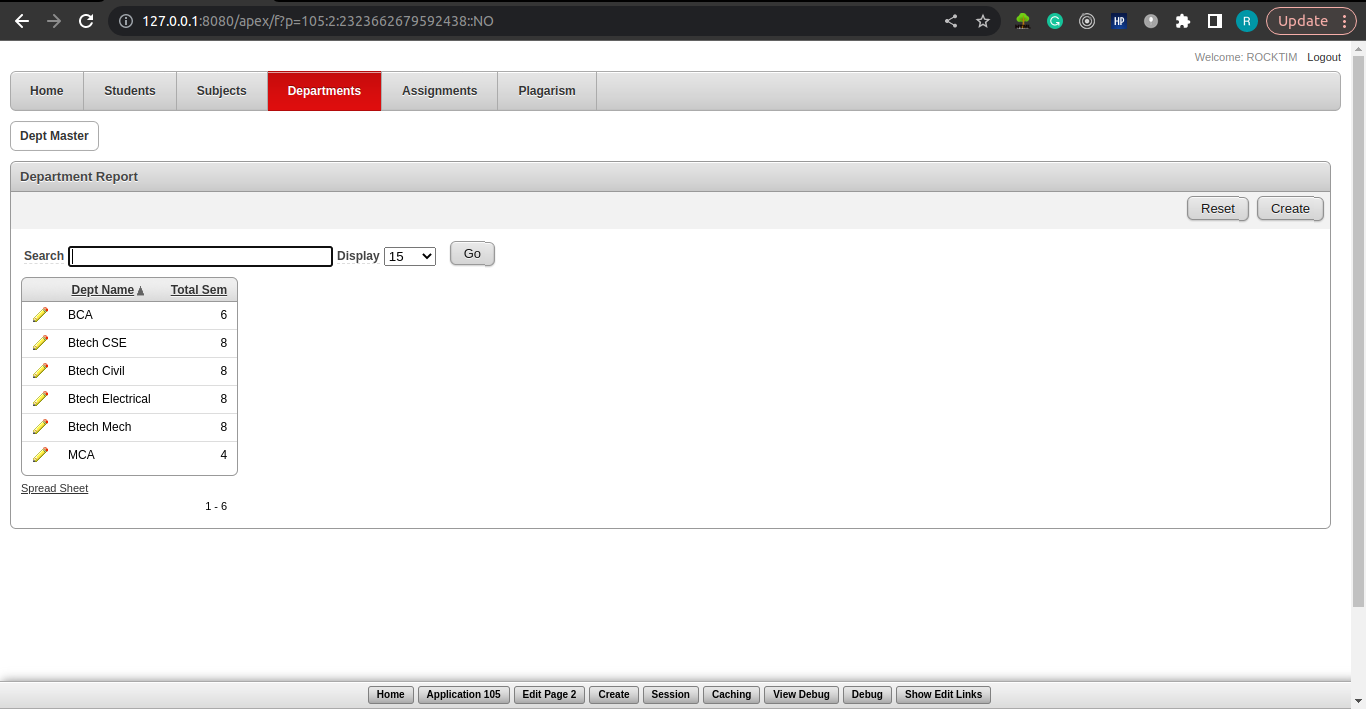 127.0.0.1:8080/apex/f?p=105:2:2323662679592438::NO HP R Update
Welcome: ROCKTIM Logout
Home Students Subjects Departments Assignments Plagarism
Dept Master
Department Report
Reset Create
Search Display 15 Go
Dept Name Total Sem
BCA 6
Btech CSE 8
Btech Civil 8
Btech Electrical 8
Btech Mech 8
MCA 4
Spread Sheet
1 - 6
Home Application 105 Edit Page 2 Create Session Caching View Debug Debug Show Edit Links